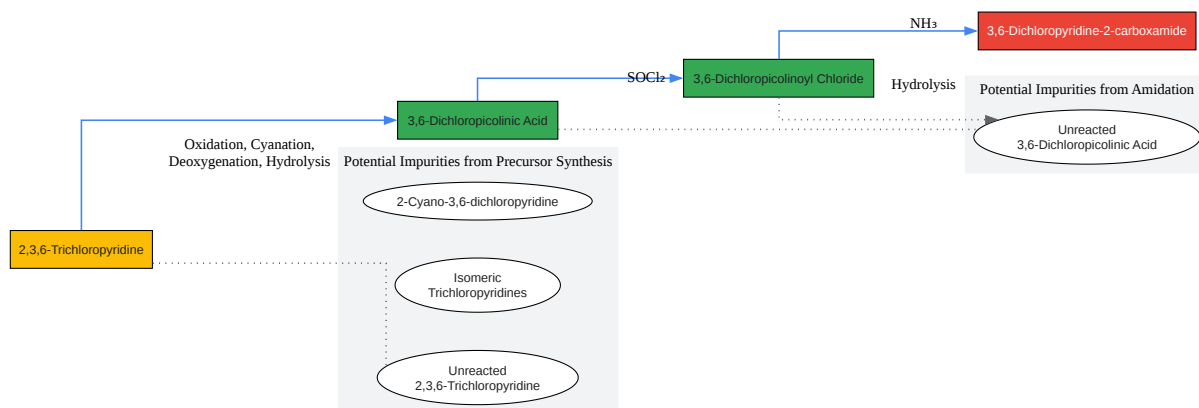 NH₃
3,6-Dichloropyridine-2-carboxamide
SOCl₂
3,6-Dichloropicolinoyl Chloride
Hydrolysis
Potential Impurities from Amidation
Unreacted
3,6-Dichloropicolinic Acid
3,6-Dichloropicolinic Acid
Oxidation, Cyanation,
Deoxygenation, Hydrolysis
Potential Impurities from Precursor Synthesis
2-Cyano-3,6-dichloropyridine
2,3,6-Trichloropyridine
Isomeric
Trichloropyridines
Unreacted
2,3,6-Trichloropyridine